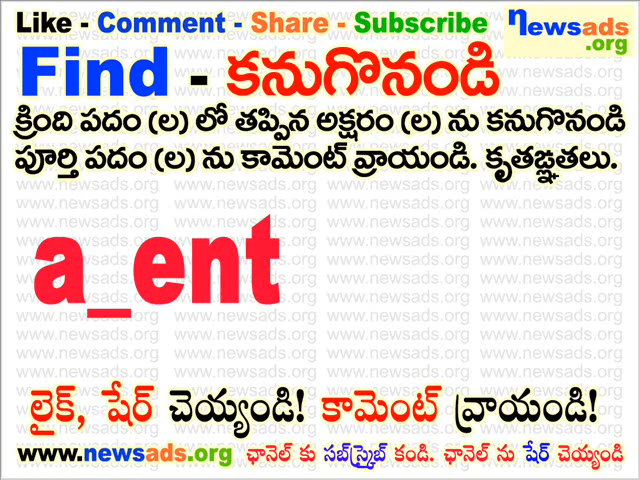 Like - Comment - Share - Subscribe
newsads
.org
Find - కనుగొనండి
క్రింది పదం (ల) లో తప్పిన అక్షరం (ల) ను కనుగొనండి
పూర్తి పదం (ల) ను కామెంట్ వ్రాయండి. కృతఙ్ఞతలు.
a_ent
లైక్, షేర్ చెయ్యండి! కామెంట్ వ్రాయండి!
www.newsads.org ఛానెల్ కు సబ్‌స్క్రైబ్ కండి. ఛానెల్ ను షేర్ చెయ్యండి